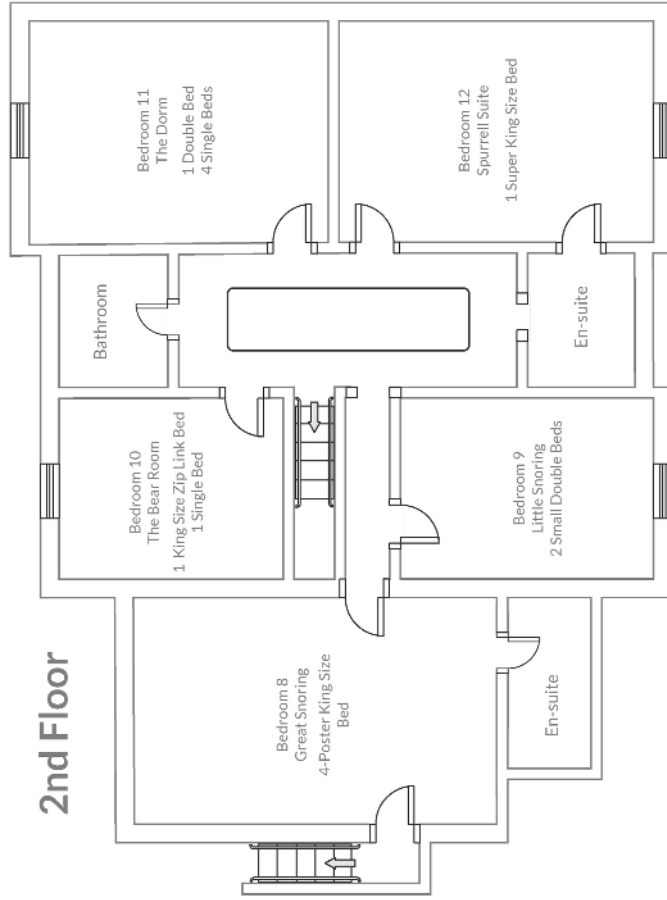 2nd Floor
Bedroom 10
The Bear Room
1 King Size Zip Link Bed
1 Single Bed
Bathroom
Bedroom 11
The Dorm
1 Double Bed
4 Single Beds
Bedroom 8
Great Snoring
4-Poster King Size
Bed
En-suite
Bedroom 9
Little Snoring
2 Small Double Beds
En-suite
Bedroom 12
Spurrell Suite
1 Super King Size Bed